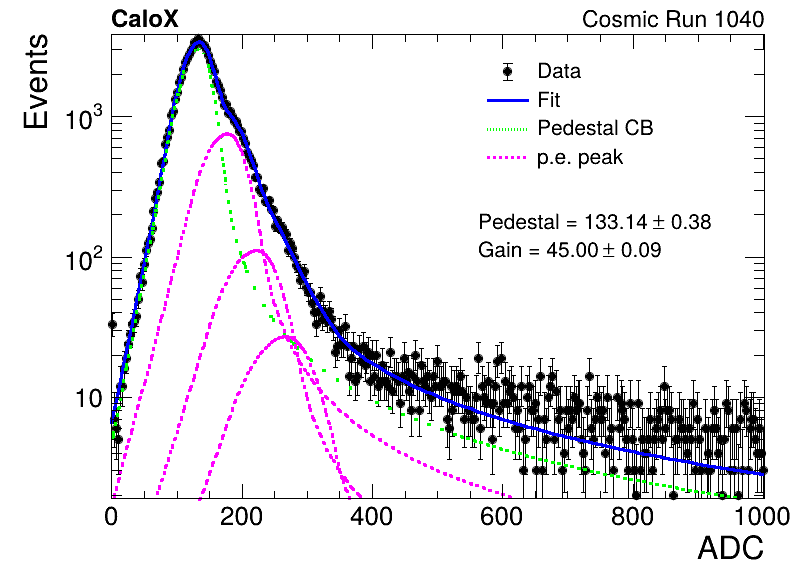 CaloX Cosmic Run 1040
Events
Data
Fit
Pedestal CB
p.e. peak
Pedestal = 133.14 ± 0.38
Gain = 45.00 ± 0.09
10³
10²
10
0 200 400 600 800 1000
ADC